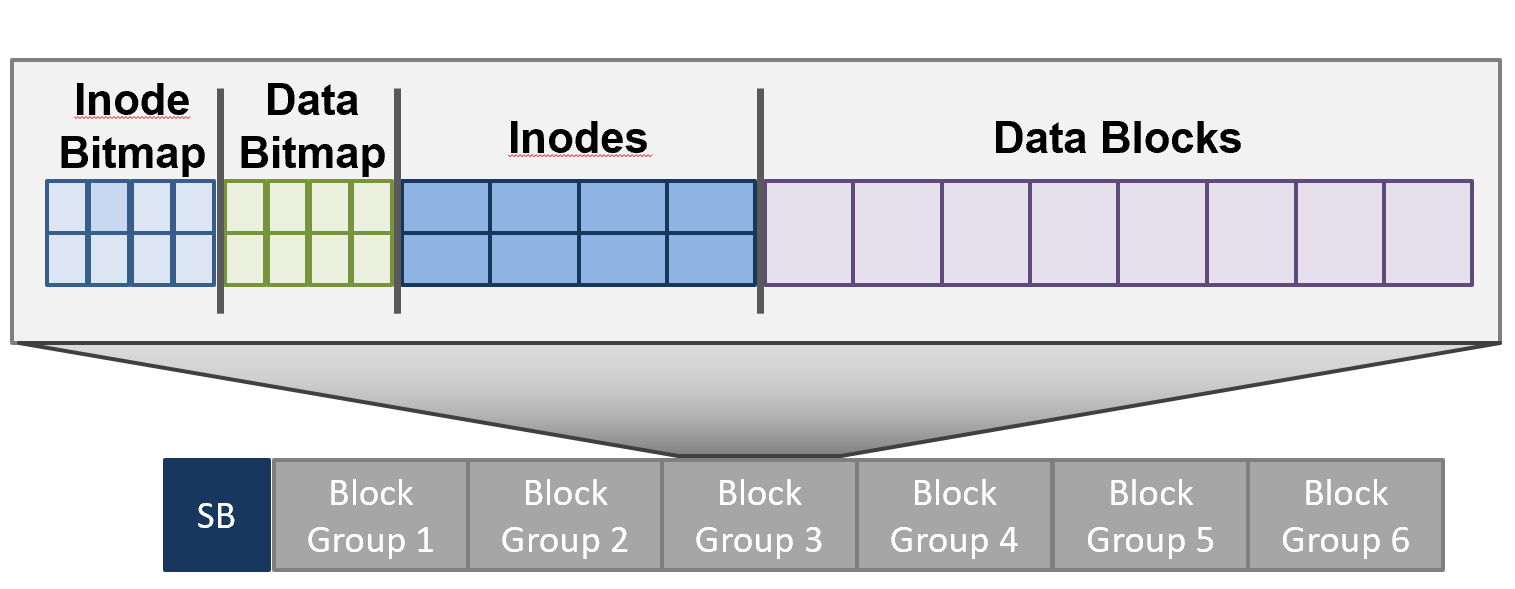 Inode
Bitmap
Data
Bitmap
Inodes
Data Blocks
SB
Block
Group 1
Block
Group 2
Block
Group 3
Block
Group 4
Block
Group 5
Block
Group 6